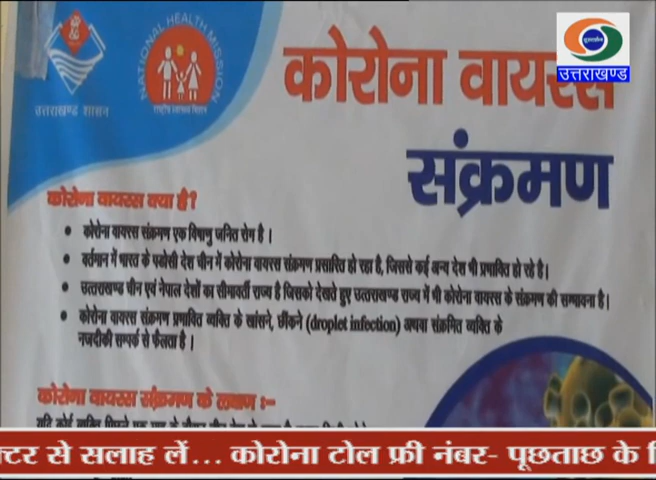 उत्तराखण्ड
उत्तराखण्ड शासन
NATIONAL HEALTH MISSION
राष्ट्रीय स्वास्थ्य मिशन
कोरोना वायरस
संक्रमण
कोरोना वायरस क्या है?
• कोरोना वायरस संक्रमण एक विषाणु जनित रोग है ।
• वर्तमान में भारत के पडोसी देश चीन में कोरोना वायरस संक्रमण प्रसारित हो रहा है, जिससे कई अन्य देश भी प्रभावित हो रहे है ।
• उत्तराखण्ड चीन एवं नेपाल देशों का सीमावर्ती राज्य है जिसको देखते हुए उत्तराखण्ड राज्य में भी कोरोना वायरस के संक्रमण की सम्भावना है ।
• कोरोना वायरस संक्रमण प्रभावित व्यक्ति के खांसने, छींकने (droplet infection) अथवा संक्रमित व्यक्ति के
नजदीकी सम्पर्क से फैलता है ।
कोरोना वायरस संक्रमण के लक्षण :–
क्टर से सलाह लें... कोरोना टोल फ्री नंबर- पूछताछ के